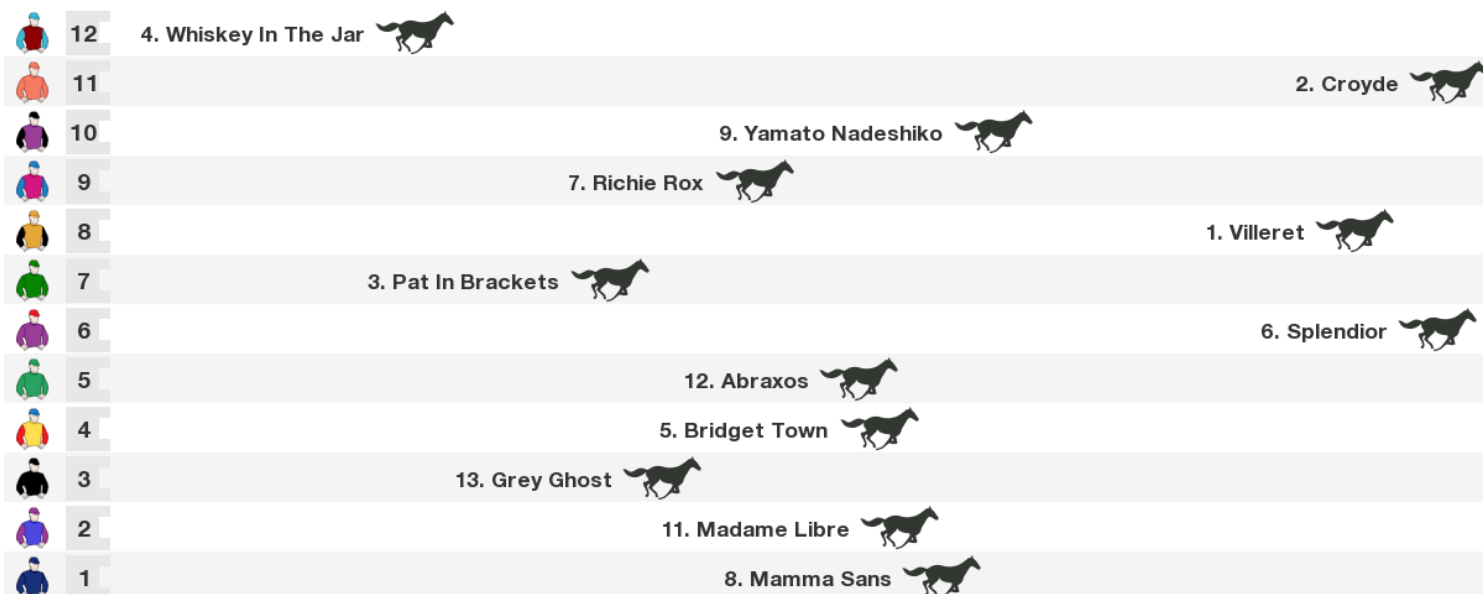 12 4. Whiskey In The Jar
11 2. Croyde
10 9. Yamato Nadeshiko
9 7. Richie Rox
8 1. Villeret
7 3. Pat In Brackets
6 6. Splendior
5 12. Abraxos
4 5. Bridget Town
3 13. Grey Ghost
2 11. Madame Libre
1 8. Mamma Sans